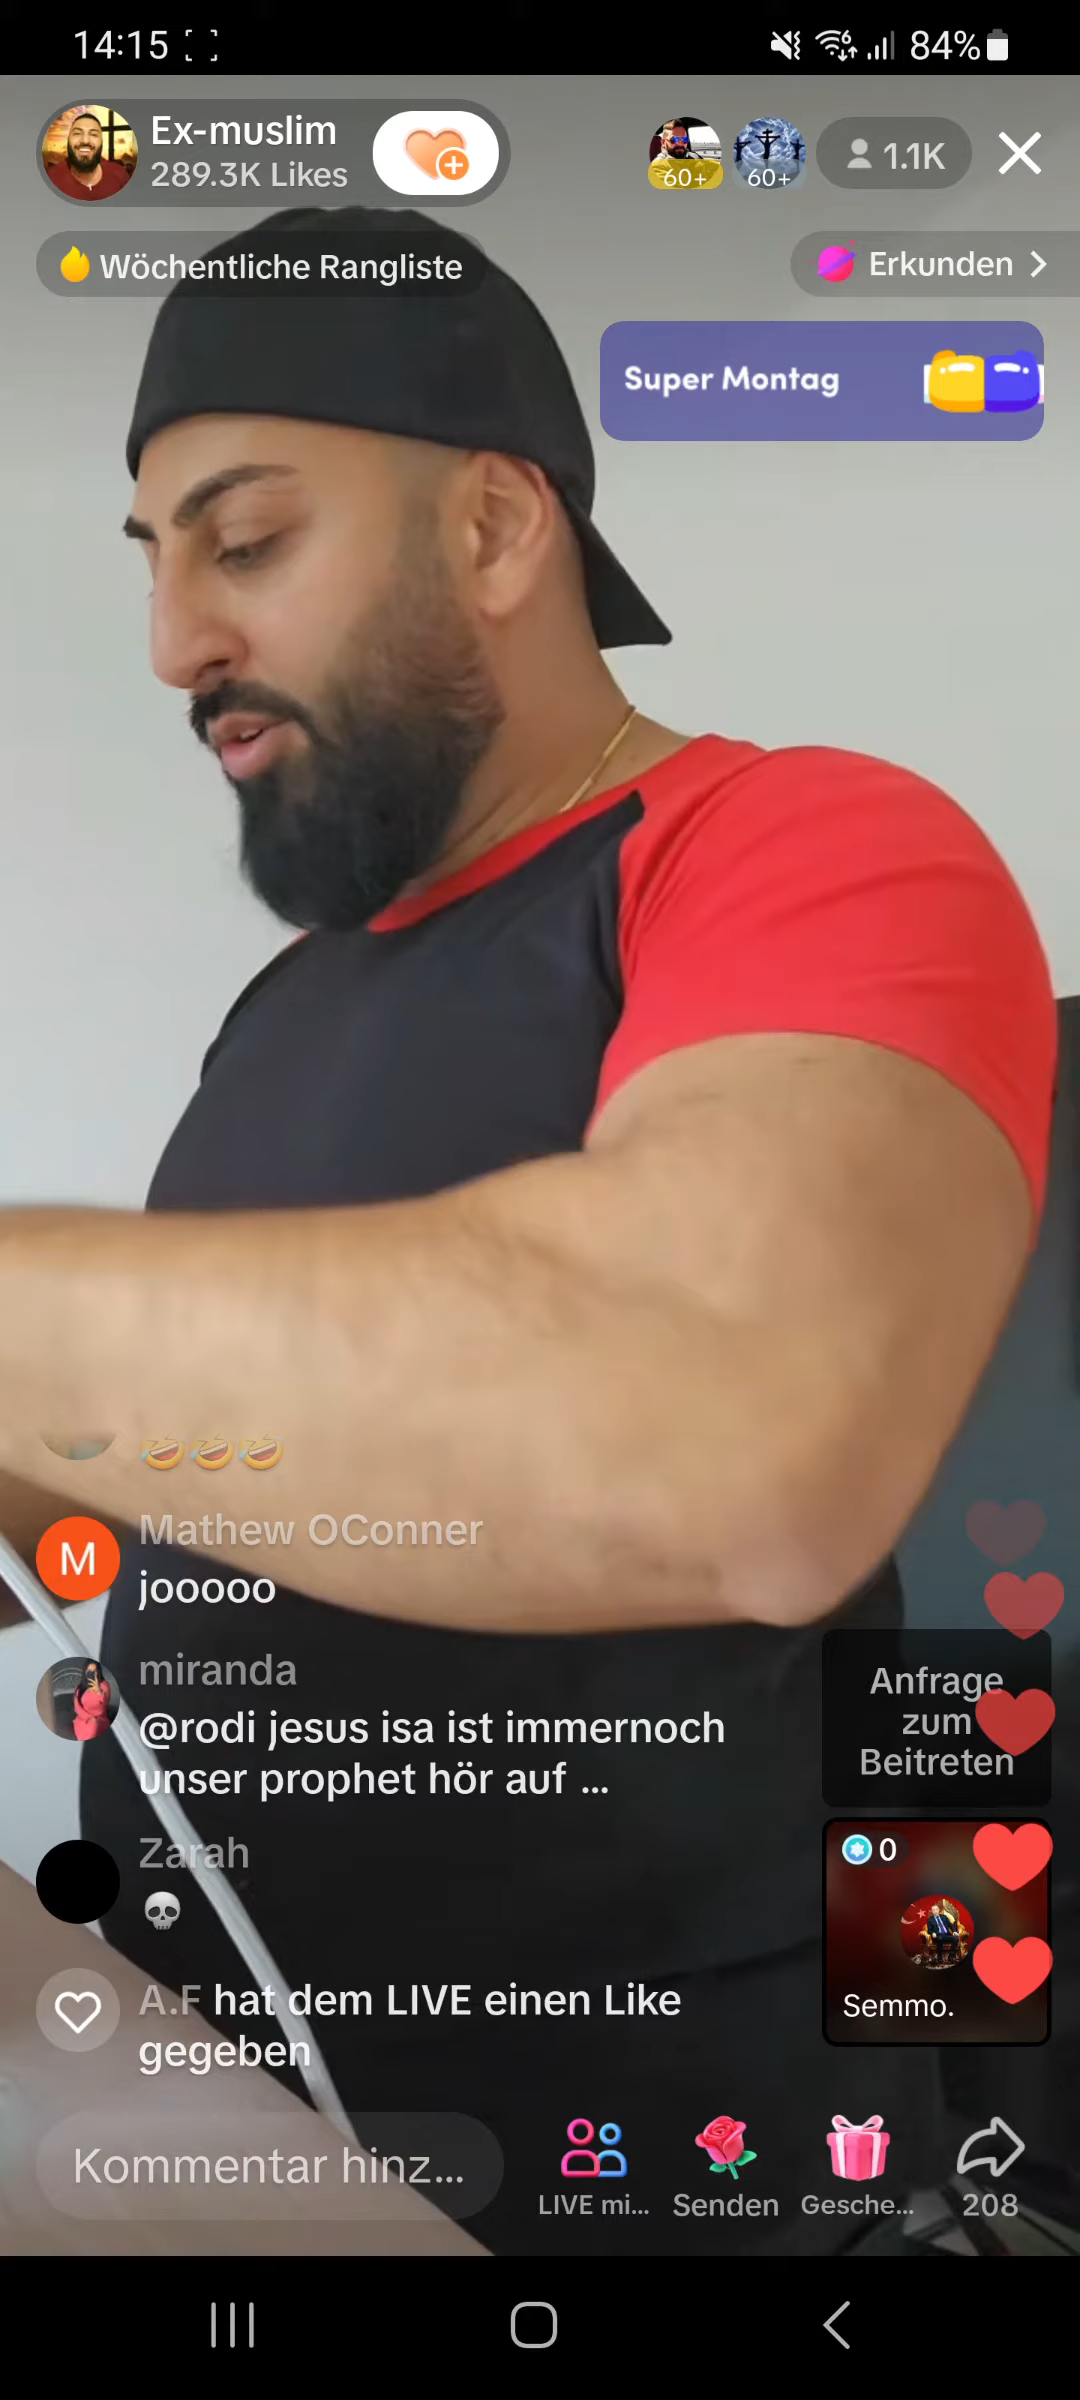 14:15
84%
Ex-muslim
289.3K Likes
60+
60+
1.1K
Wöchentliche Rangliste
Erkunden
Super Montag
Mathew OConner
M
jooooo
miranda
@rodi jesus isa ist immernoch
unser prophet hör auf ...
Anfrage
zum
Beitreten
Zarah
0
Semmo.
A.F hat dem LIVE einen Like
gegeben
Kommentar hinz...
LIVE mi...
Senden
Gesche...
208